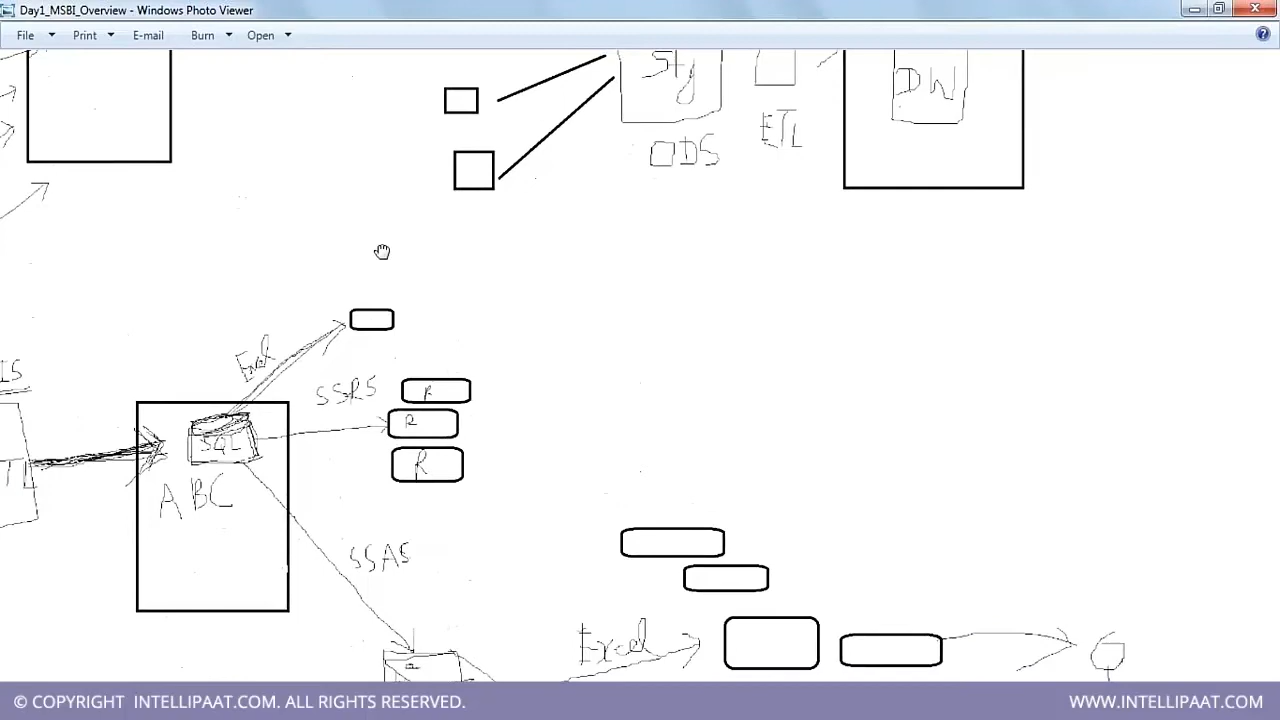 Day1_MSBI_Overview - Windows Photo Viewer
File Print E-mail Burn Open
Stg
DW
ETL
ODS
Excel
IS
SSRS
R
R
SQL
R
ABC
SSAS
Excel
© COPYRIGHT INTELLIPAAT.COM. ALL RIGHTS RESERVED.
WWW.INTELLIPAAT.COM